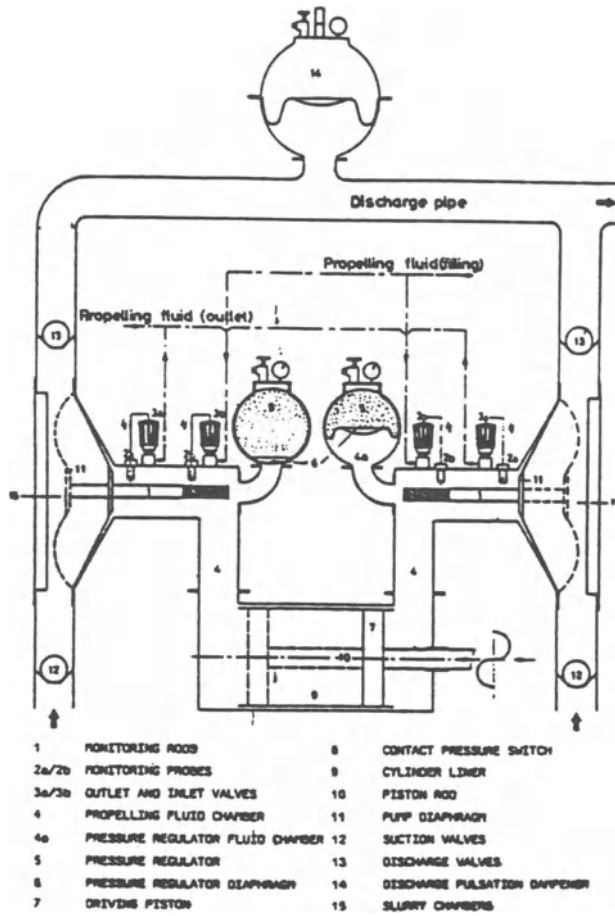 14
Discharge pipe
Propelling fluid (filling)
Propelling fluid (outlet)
13
13
3a
3b
4
4
2a
2b
5
5
6
4a
3b
3a
4
4
2b
2a
11
11
4
4
7
10
9
12
12
1 MONITORING RODS
2a/2b MONITORING PROBES
3a/3b OUTLET AND INLET VALVES
4 PROPELLING FLUID CHAMBER
4a PRESSURE REGULATOR FLUID CHAMBER
5 PRESSURE REGULATOR
6 PRESSURE REGULATOR DIAPHRAGM
7 DRIVING PISTON
8 CONTACT PRESSURE SWITCH
9 CYLINDER LINER
10 PISTON ROD
11 PUMP DIAPHRAGM
12 SUCTION VALVES
13 DISCHARGE VALVES
14 DISCHARGE PULSATION DAMPENER
15 SLURRY CHAMBERS